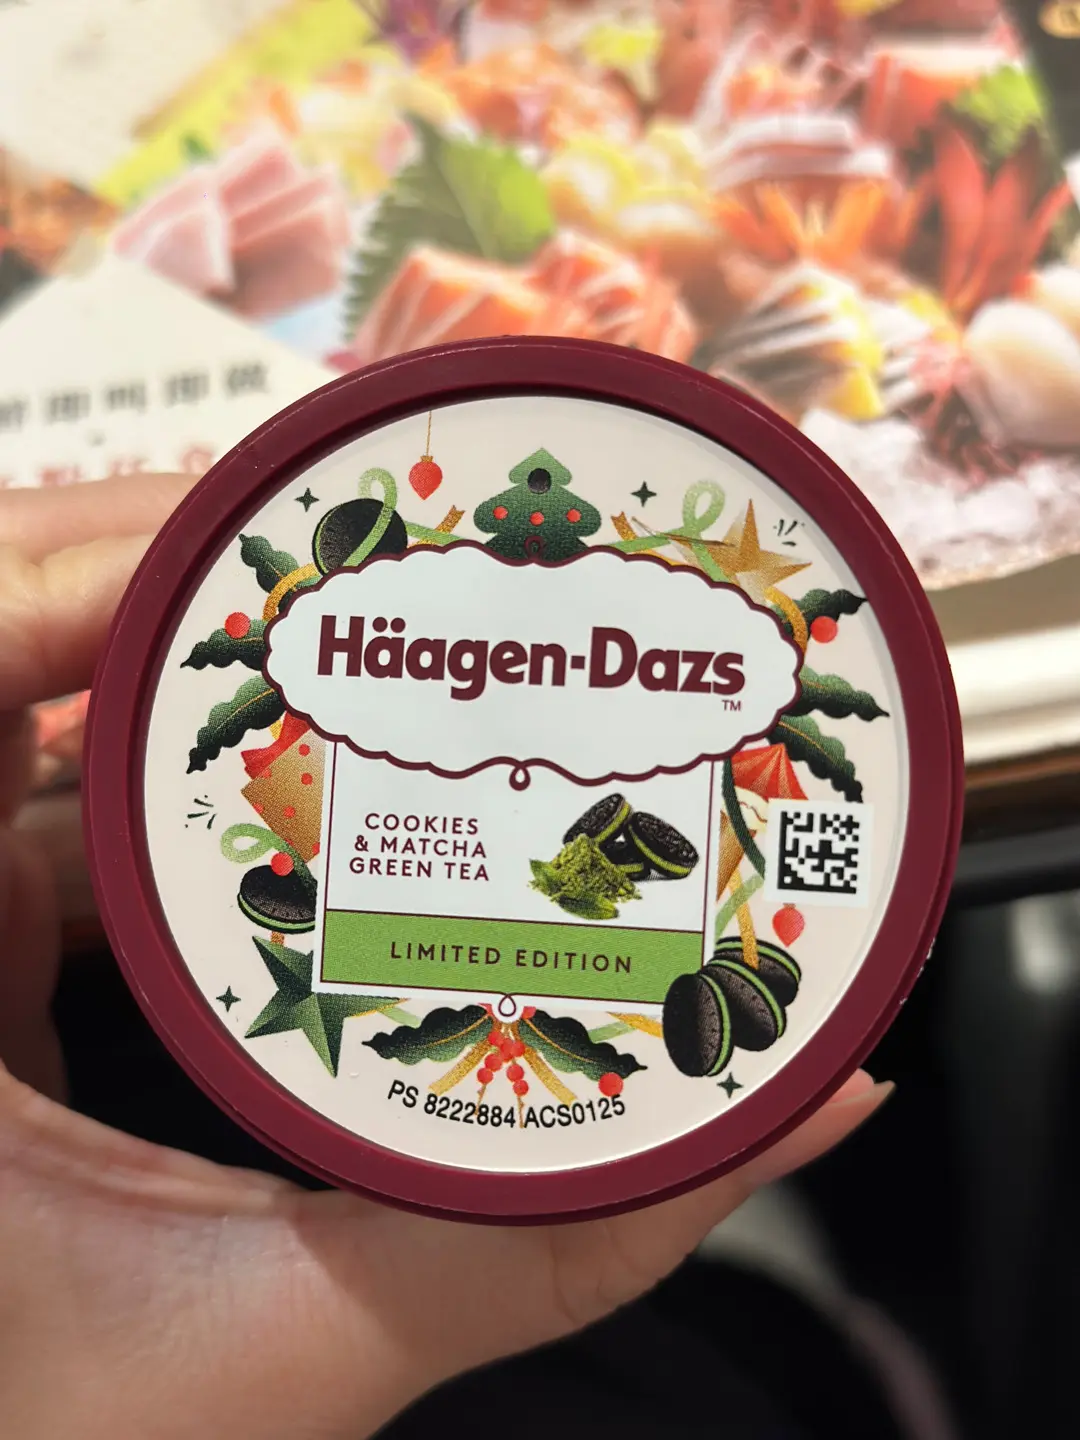 Häagen-Dazs
TM
COOKIES
& MATCHA
GREEN TEA
LIMITED EDITION
PS 8222884 ACS0125